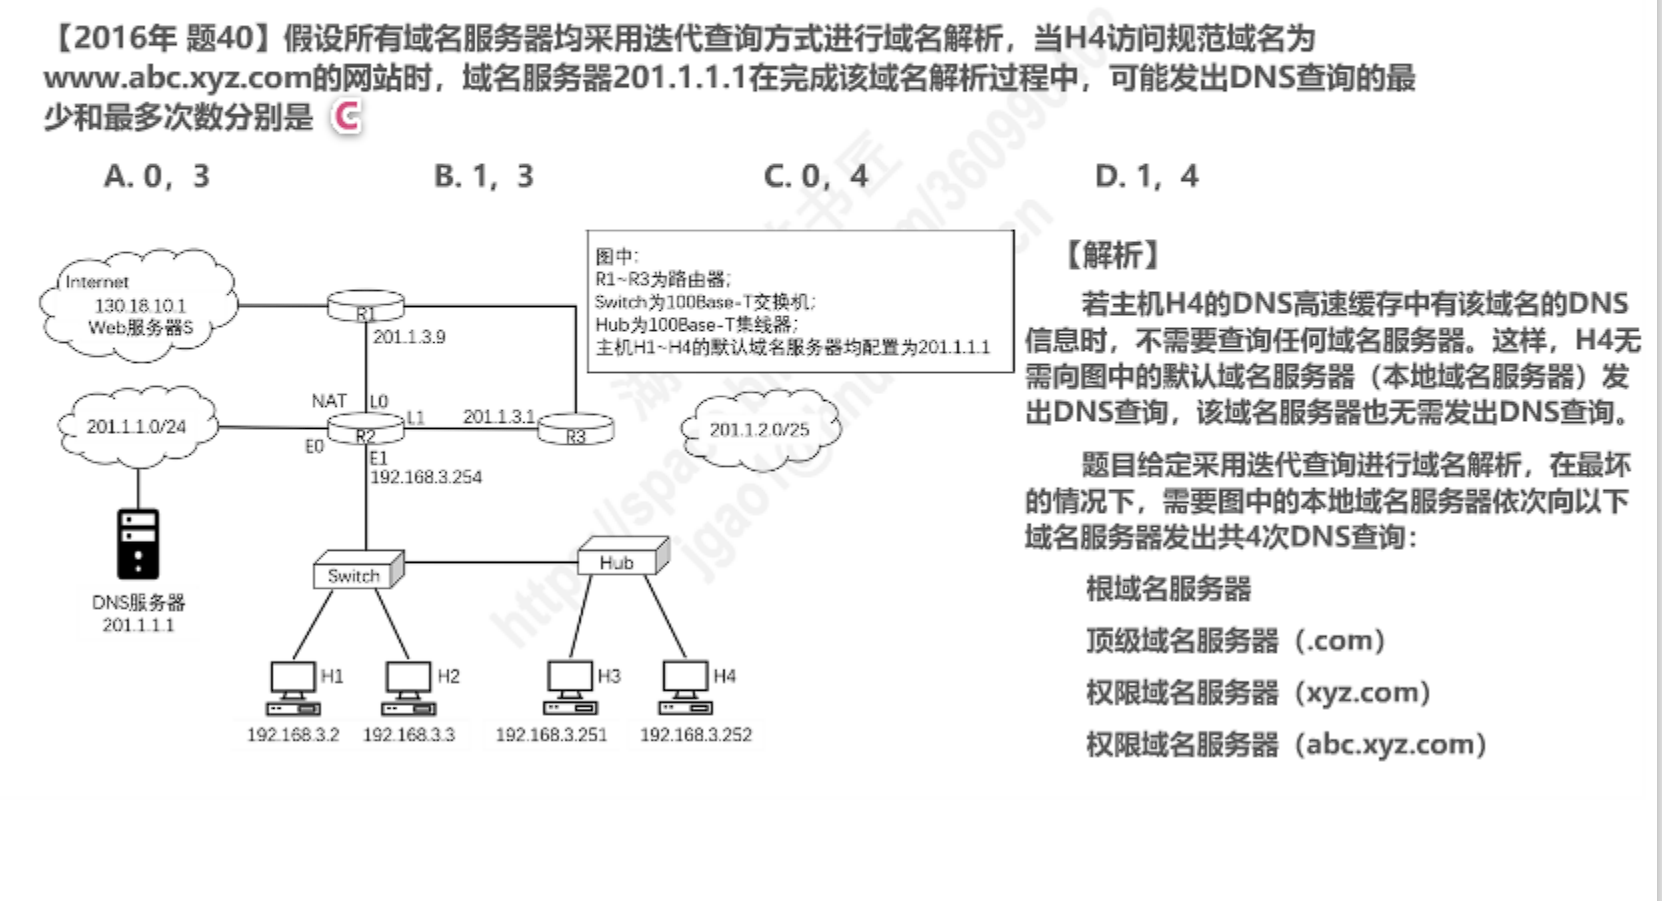 【2016年 题40】假设所有域名服务器均采用迭代查询方式进行域名解析，当H4访问规范域名为
www.abc.xyz.com的网站时，域名服务器201.1.1.1在完成该域名解析过程中，可能发出DNS查询的最
少和最多次数分别是 C
A. 0，3 B. 1，3 C. 0，4 D. 1，4
图中：
R1~R3为路由器；
Switch为100Base-T交换机；
Hub为100Base-T集线器；
主机H1~H4的默认域名服务器均配置为201.1.1.1
Internet
130.18.10.1
Web服务器S
R1
201.1.3.9
NAT L0
201.1.1.0/24
R2
L1
E0
201.1.3.1
R3
201.1.2.0/25
E1
192.168.3.254
DNS服务器
201.1.1.1
Switch
Hub
H1
H2
H3
H4
192.168.3.2
192.168.3.3
192.168.3.251
192.168.3.252
【解析】
若主机H4的DNS高速缓存中有该域名的DNS
信息时，不需要查询任何域名服务器。这样，H4无
需向图中的默认域名服务器（本地域名服务器）发
出DNS查询，该域名服务器也无需发出DNS查询。
题目给定采用迭代查询进行域名解析，在最坏
的情况下，需要图中的本地域名服务器依次向以下
域名服务器发出共4次DNS查询：
根域名服务器
顶级域名服务器（.com）
权限域名服务器（xyz.com）
权限域名服务器（abc.xyz.com）